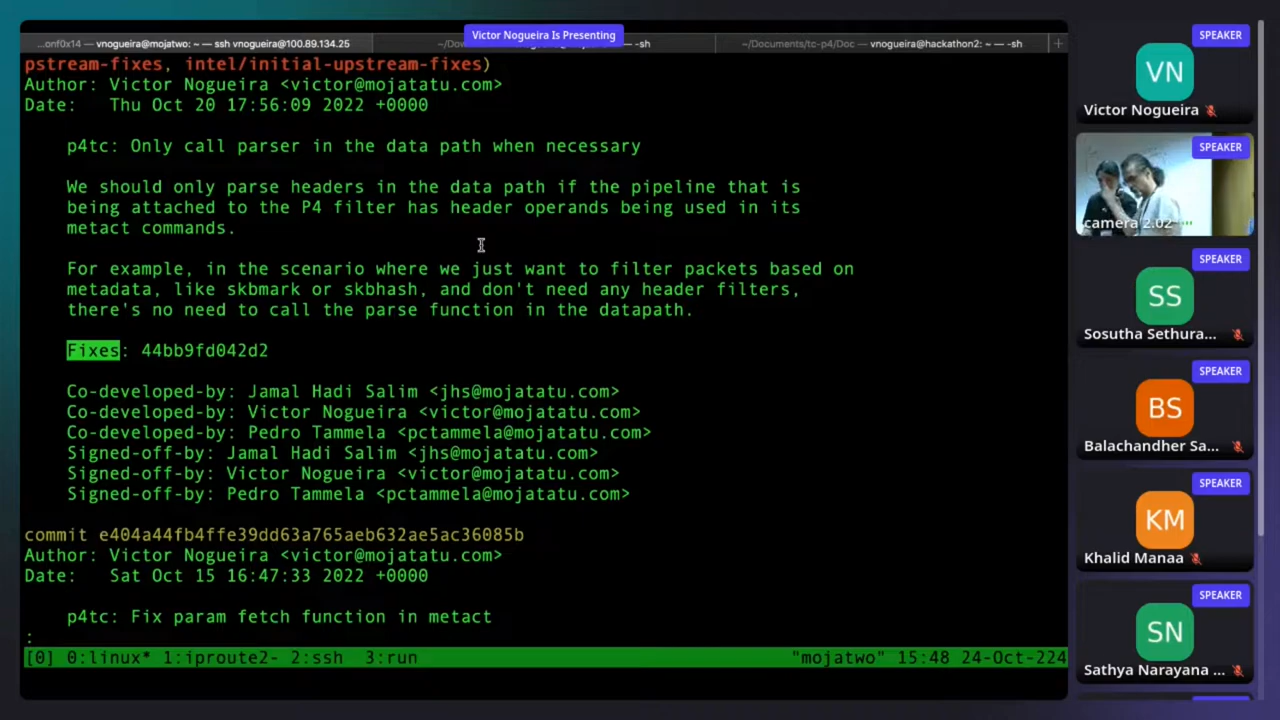 Victor Nogueira Is Presenting
...onf0x14 — vnogueira@mojatwo: ~ — ssh vnogueira@100.89.134.25
~/Dow
-sh
~/Documents/tc-p4/Doc — vnogueira@hackathon2: ~ — -sh
+
pstream-fixes, intel/initial-upstream-fixes)
Author: Victor Nogueira <victor@mojatatu.com>
Date:   Thu Oct 20 17:56:09 2022 +0000
p4tc: Only call parser in the data path when necessary
We should only parse headers in the data path if the pipeline that is
being attached to the P4 filter has header operands being used in its
metact commands.
For example, in the scenario where we just want to filter packets based on
metadata, like skbmark or skbhash, and don't need any header filters,
there's no need to call the parse function in the datapath.
Fixes: 44bb9fd042d2
Co-developed-by: Jamal Hadi Salim <jhs@mojatatu.com>
Co-developed-by: Victor Nogueira <victor@mojatatu.com>
Co-developed-by: Pedro Tammela <pctammela@mojatatu.com>
Signed-off-by: Jamal Hadi Salim <jhs@mojatatu.com>
Signed-off-by: Victor Nogueira <victor@mojatatu.com>
Signed-off-by: Pedro Tammela <pctammela@mojatatu.com>
commit e404a44fb4ffe39dd63a765aeb632ae5ac36085b
Author: Victor Nogueira <victor@mojatatu.com>
Date:   Sat Oct 15 16:47:33 2022 +0000
p4tc: Fix param fetch function in metact
:
[0] 0:linux* 1:iproute2- 2:ssh  3:run
"mojatwo" 15:48 24-Oct-224
SPEAKER
VN
Victor Nogueira
SPEAKER
camera 2.02
SPEAKER
SS
Sosutha Sethura...
SPEAKER
BS
Balachandher Sa...
SPEAKER
KM
Khalid Manaa
SPEAKER
SN
Sathya Narayana ...